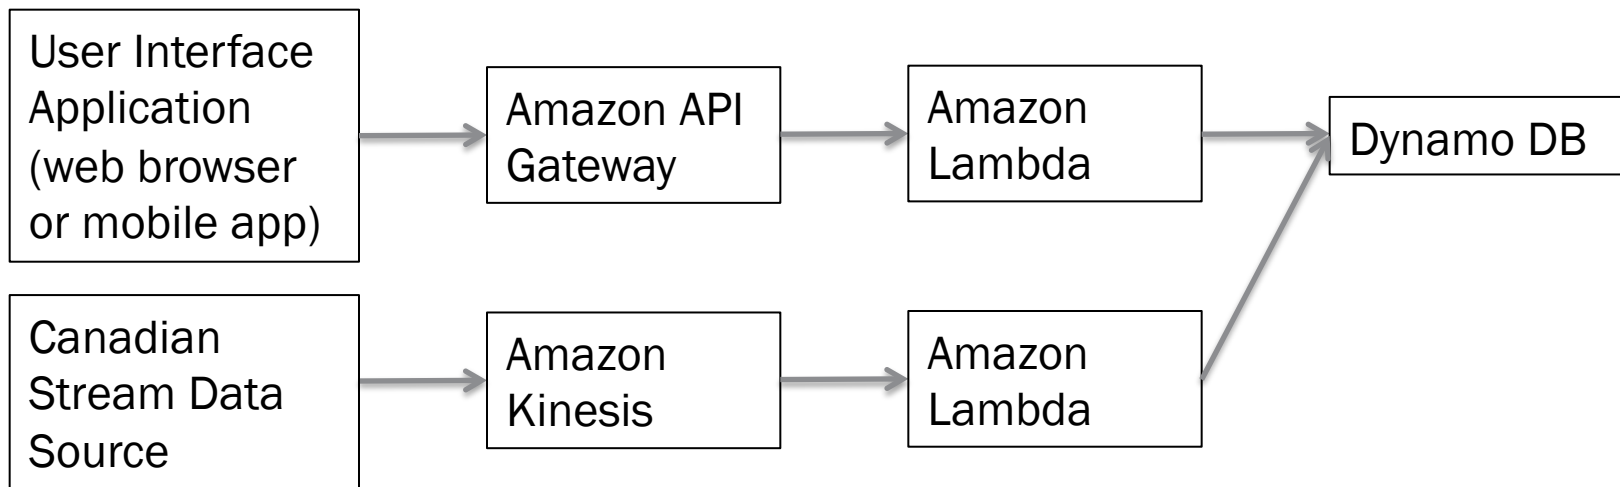 User Interface
Application
(web browser
or mobile app)
Amazon API
Gateway
Amazon
Lambda
Dynamo DB
Canadian
Stream Data
Source
Amazon
Kinesis
Amazon
Lambda